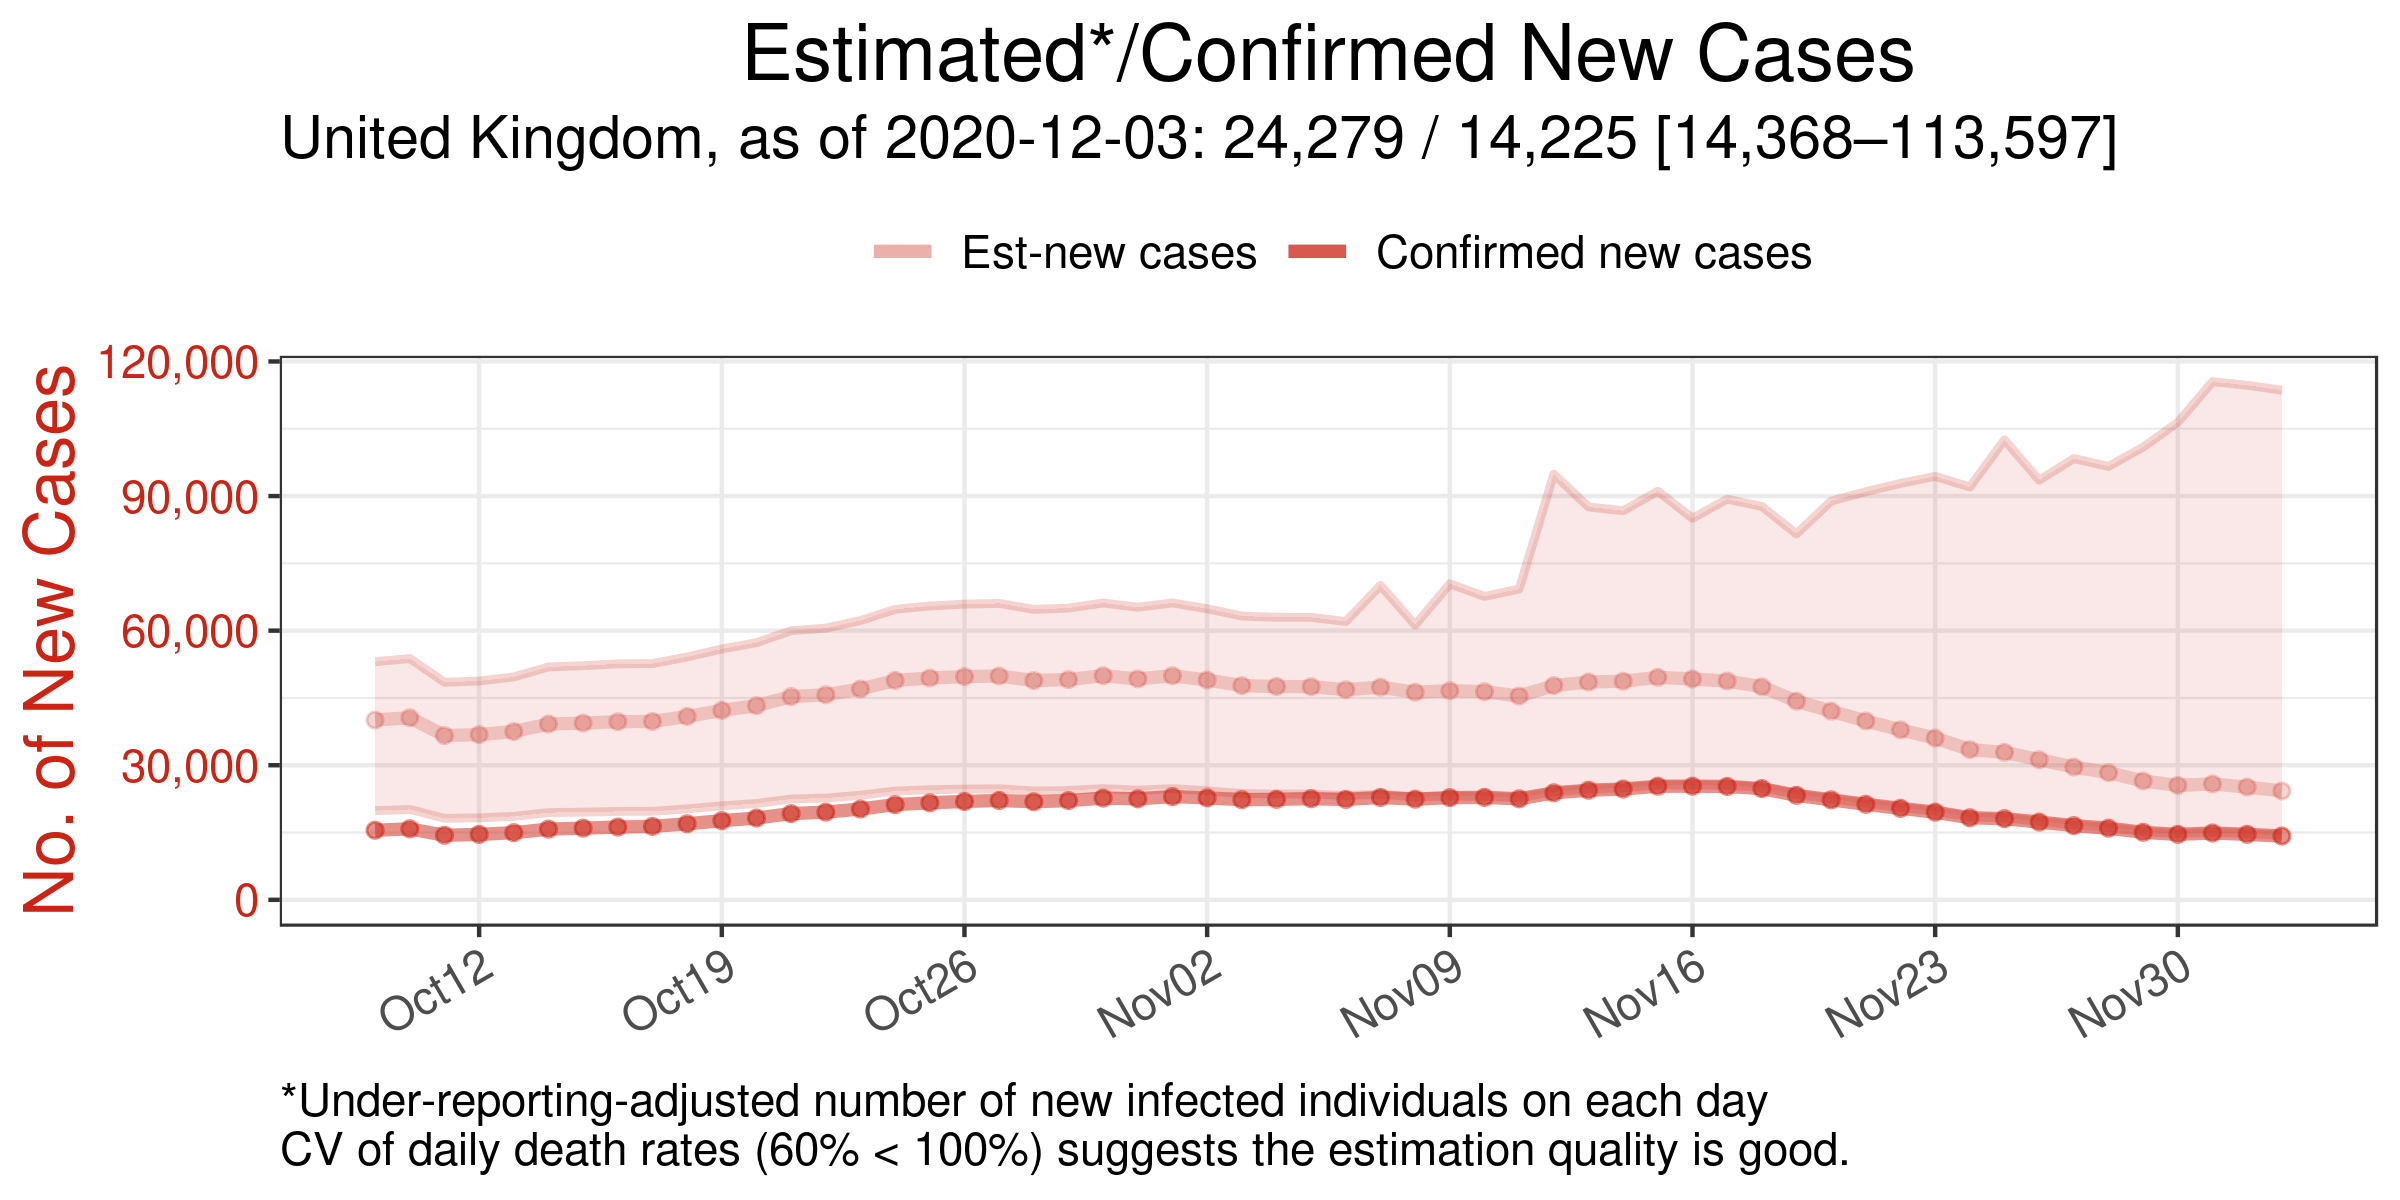 Estimated*/Confirmed New Cases
United Kingdom, as of 2020-12-03: 24,279 / 14,225 [14,368–113,597]
Est-new cases
Confirmed new cases
No. of New Cases
120,000
90,000
60,000
30,000
0
Oct12
Oct19
Oct26
Nov02
Nov09
Nov16
Nov23
Nov30
*Under-reporting-adjusted number of new infected individuals on each day
CV of daily death rates (60% < 100%) suggests the estimation quality is good.